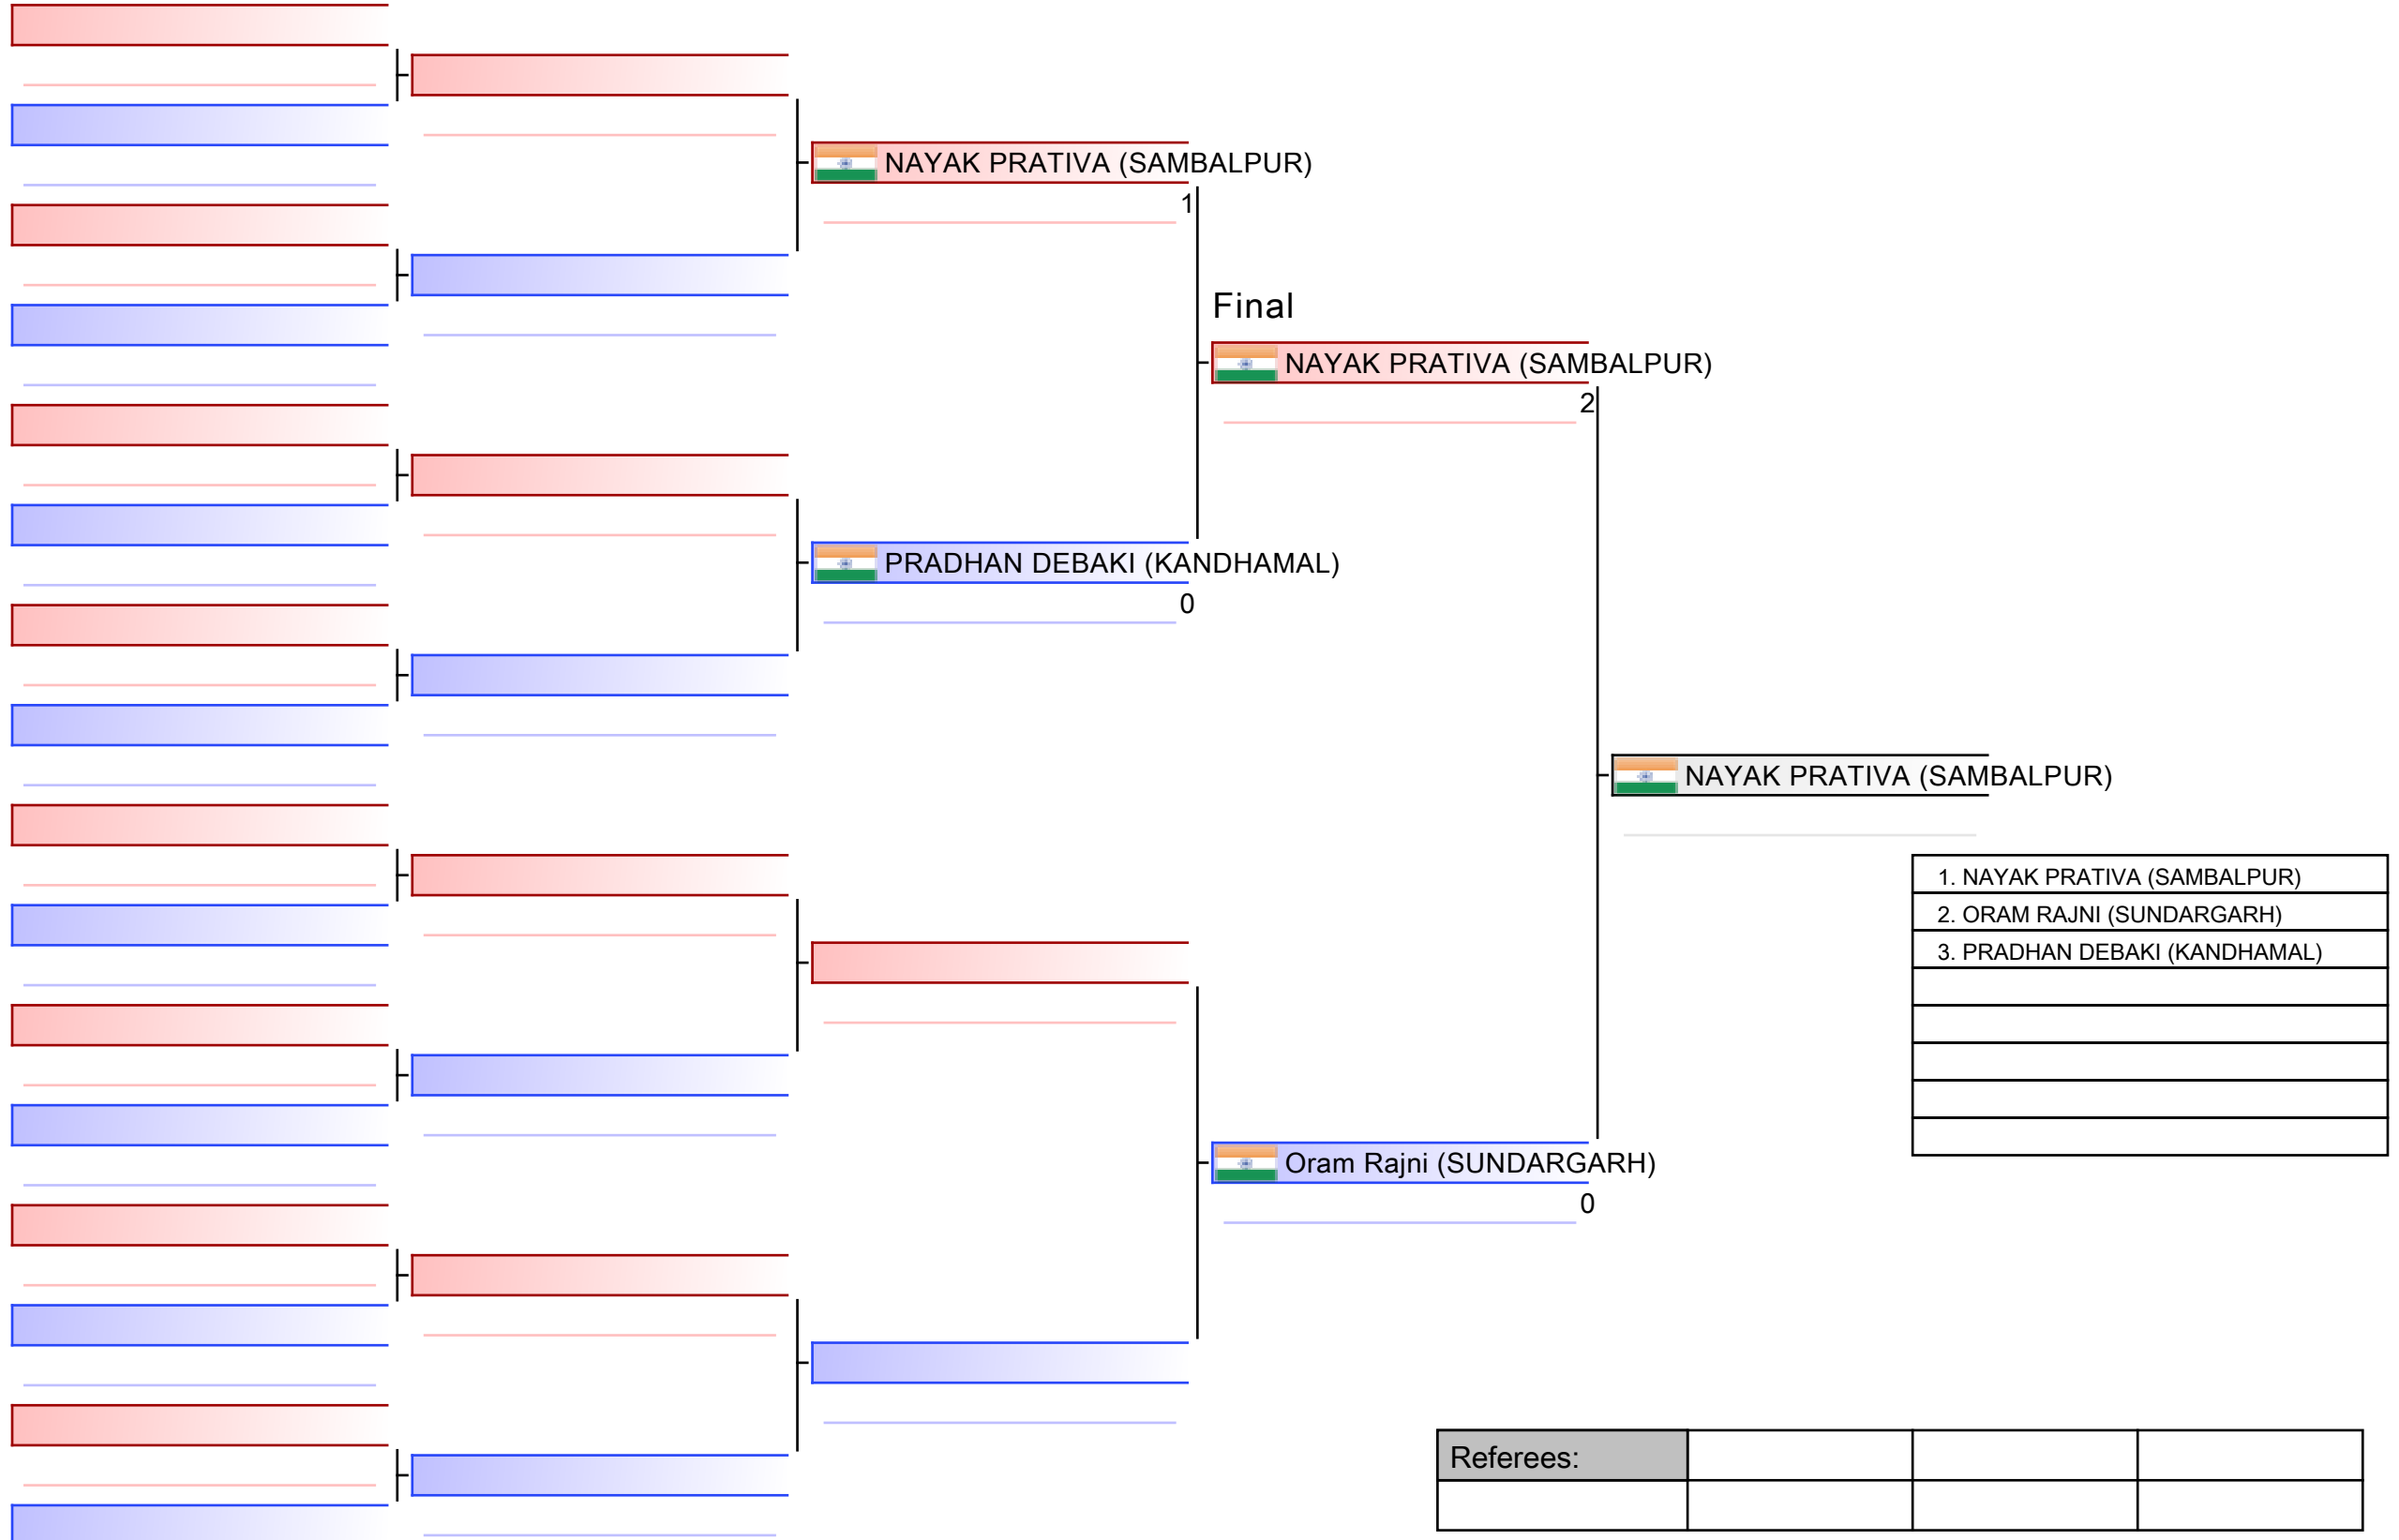 NAYAK PRATIVA (SAMBALPUR)
1
Final
NAYAK PRATIVA (SAMBALPUR)
2
PRADHAN DEBAKI (KANDHAMAL)
0
NAYAK PRATIVA (SAMBALPUR)
1. NAYAK PRATIVA (SAMBALPUR)
2. ORAM RAJNI (SUNDARGARH)
3. PRADHAN DEBAKI (KANDHAMAL)
Oram Rajni (SUNDARGARH)
0
Referees: